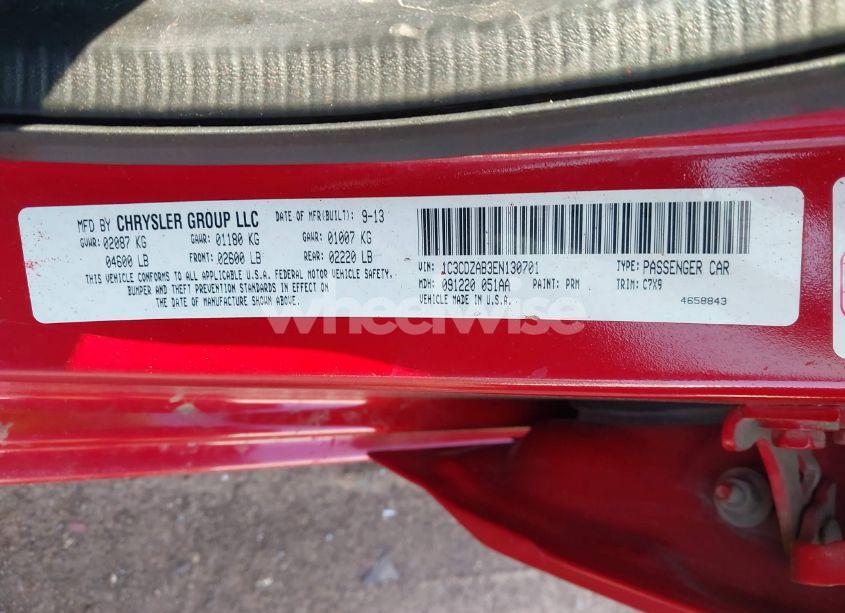 MFD BY CHRYSLER GROUP LLC DATE OF MFR(BUILT): 9-13
GVWR: 02087 KG GAWR: 01180 KG GAWR: 01007 KG
04600 LB FRONT: 02600 LB REAR: 02220 LB
THIS VEHICLE CONFORMS TO ALL APPLICABLE U.S.A. FEDERAL MOTOR VEHICLE SAFETY,
BUMPER AND THEFT PREVENTION STANDARDS IN EFFECT ON
THE DATE OF MANUFACTURE SHOWN ABOVE.
VIN: 1C3CDZAB3EN130701 TYPE: PASSENGER CAR
MDH: 091220 051AA PAINT: PRM TRIM: C7X9
VEHICLE MADE IN U.S.A. 4658843
wheelwise